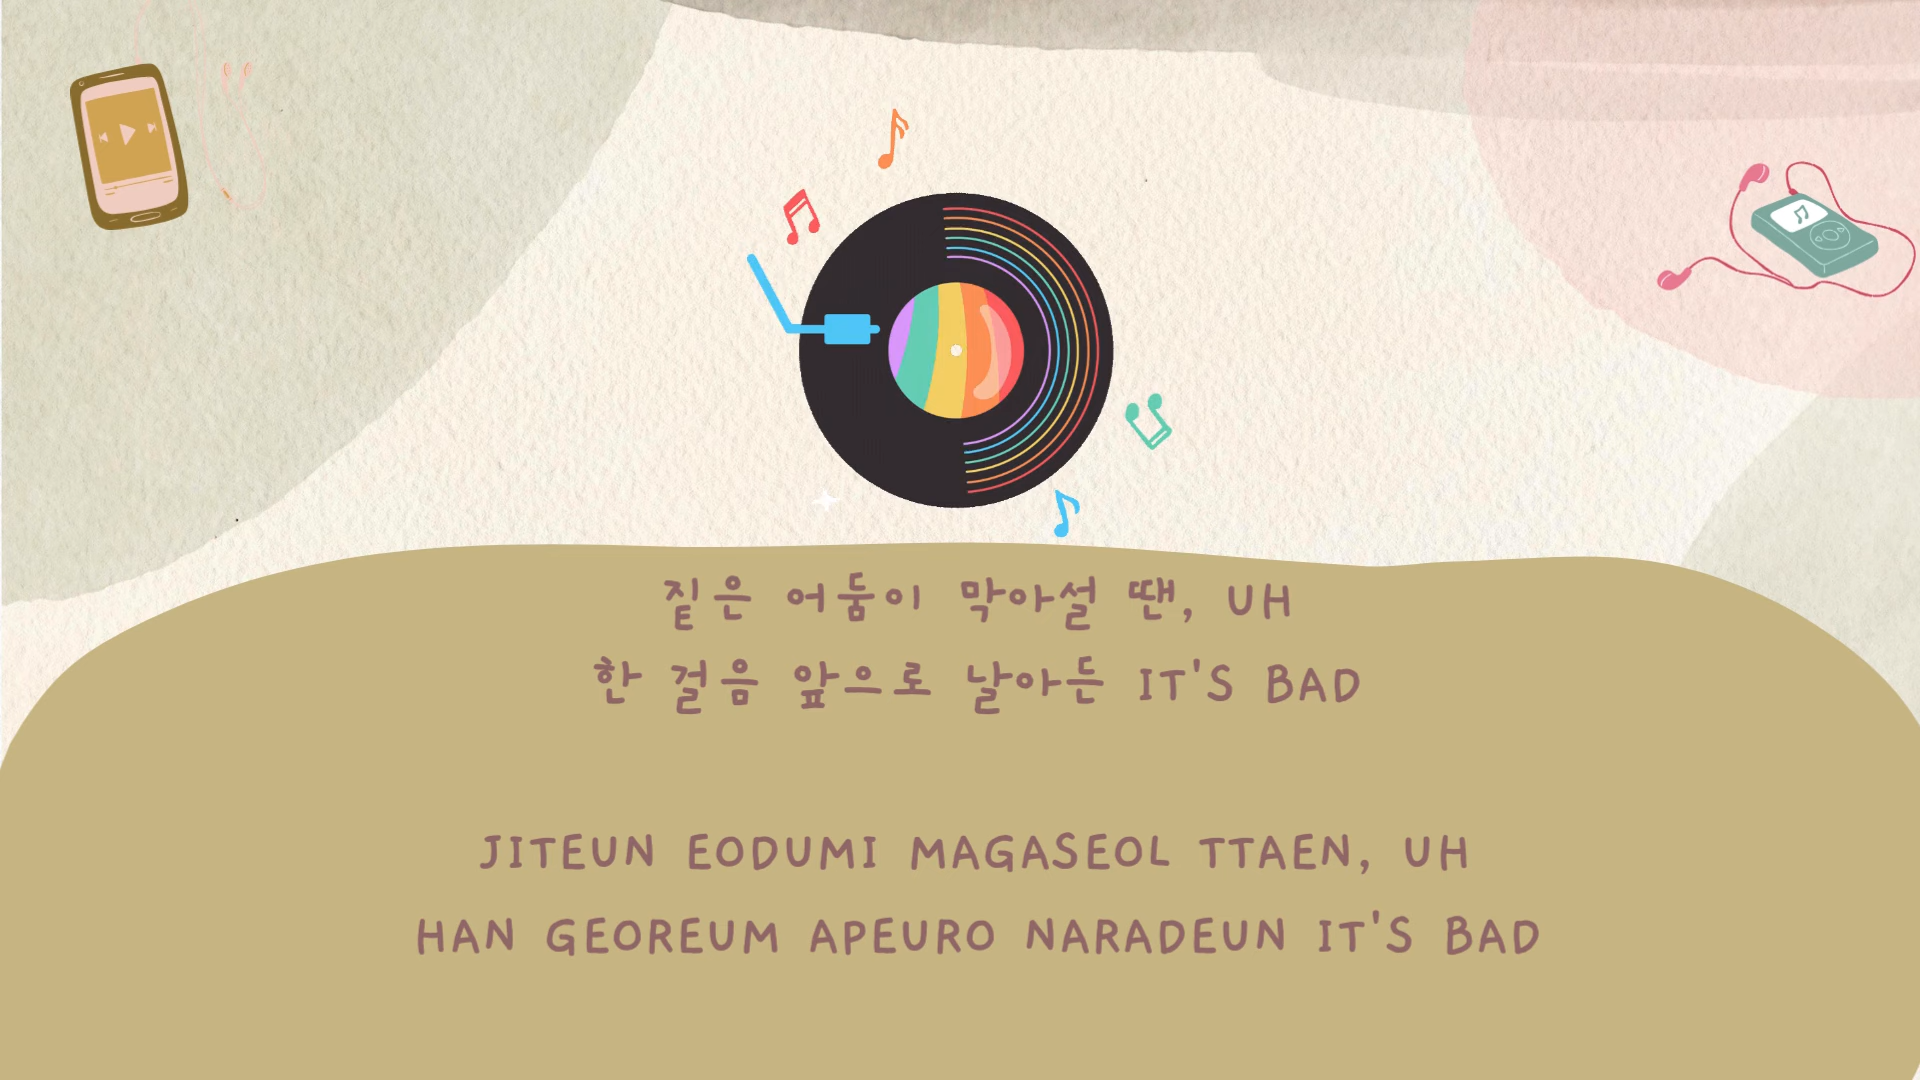 짙은 어둠이 막아설 땐, UH
한 걸음 앞으로 날아든 IT'S BAD
JITEUN EODUMI MAGASEOL TTAEN, UH
HAN GEOREUM APEURO NARADEUN IT'S BAD